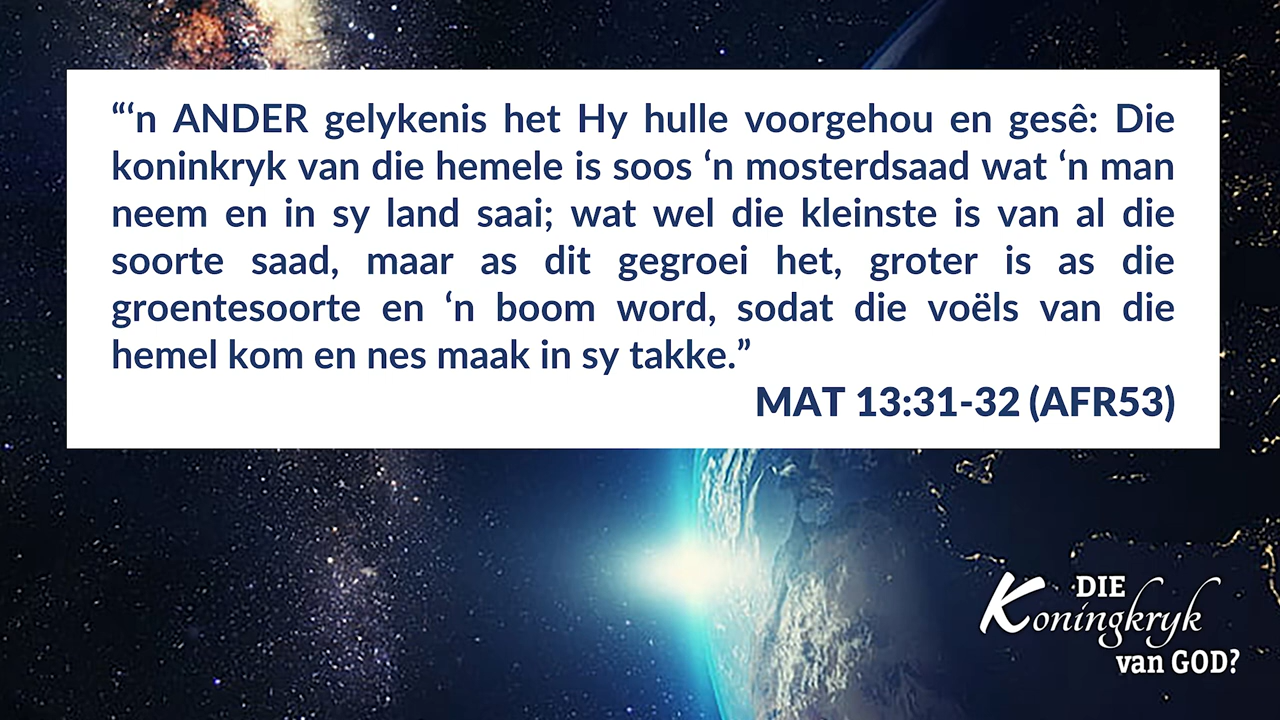 “‘n ANDER gelykenis het Hy hulle voorgehou en gesê: Die
koninkryk van die hemele is soos ‘n mosterdsaad wat ‘n man
neem en in sy land saai; wat wel die kleinste is van al die
soorte saad, maar as dit gegroei het, groter is as die
groentesoorte en ‘n boom word, sodat die voëls van die
hemel kom en nes maak in sy takke.”
MAT 13:31-32 (AFR53)
DIE
Koningkryk
van GOD?